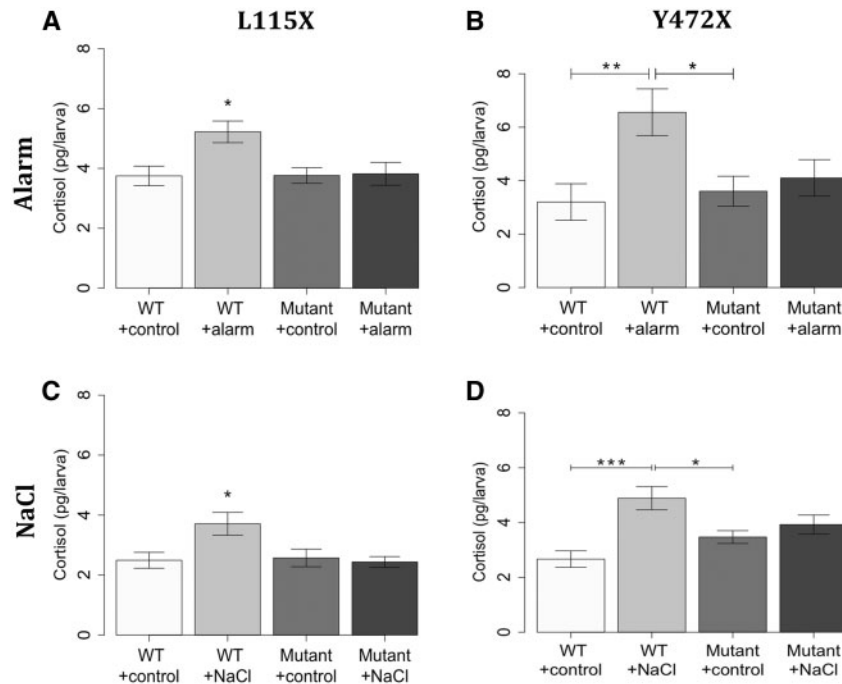 L115X
Y472X
Alarm
NaCl
A
Cortisol (pg/larva)
0 2 4 6 8
*
WT WT Mutant Mutant
+control +alarm +control +alarm
B
Cortisol (pg/larva)
0 2 4 6 8
** *
WT WT Mutant Mutant
+control +alarm +control +alarm
C
Cortisol (pg/larva)
0 2 4 6 8
*
WT WT Mutant Mutant
+control +NaCl +control +NaCl
D
Cortisol (pg/larva)
0 2 4 6 8
*** *
WT WT Mutant Mutant
+control +NaCl +control +NaCl